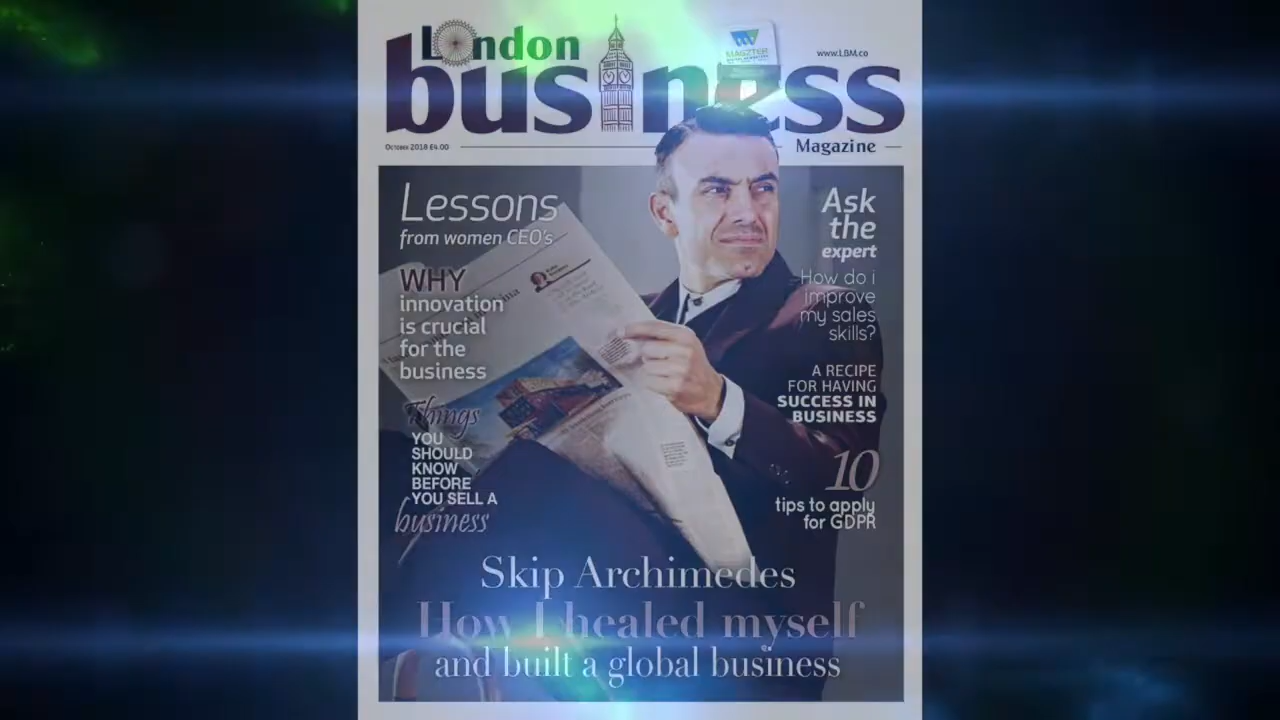 London
business
MAGZTER
www.LBM.co
October 2018 £4.00
Magazine
Lessons
from women CEO's
WHY
innovation
is crucial
for the
business
Things
YOU
SHOULD
KNOW
BEFORE
YOU SELL A
business
Ask
the
expert
How do i
improve
my sales
skills?
A RECIPE
FOR HAVING
SUCCESS IN
BUSINESS
10
tips to apply
for GDPR
Skip Archimedes
How I healed myself
and built a global business